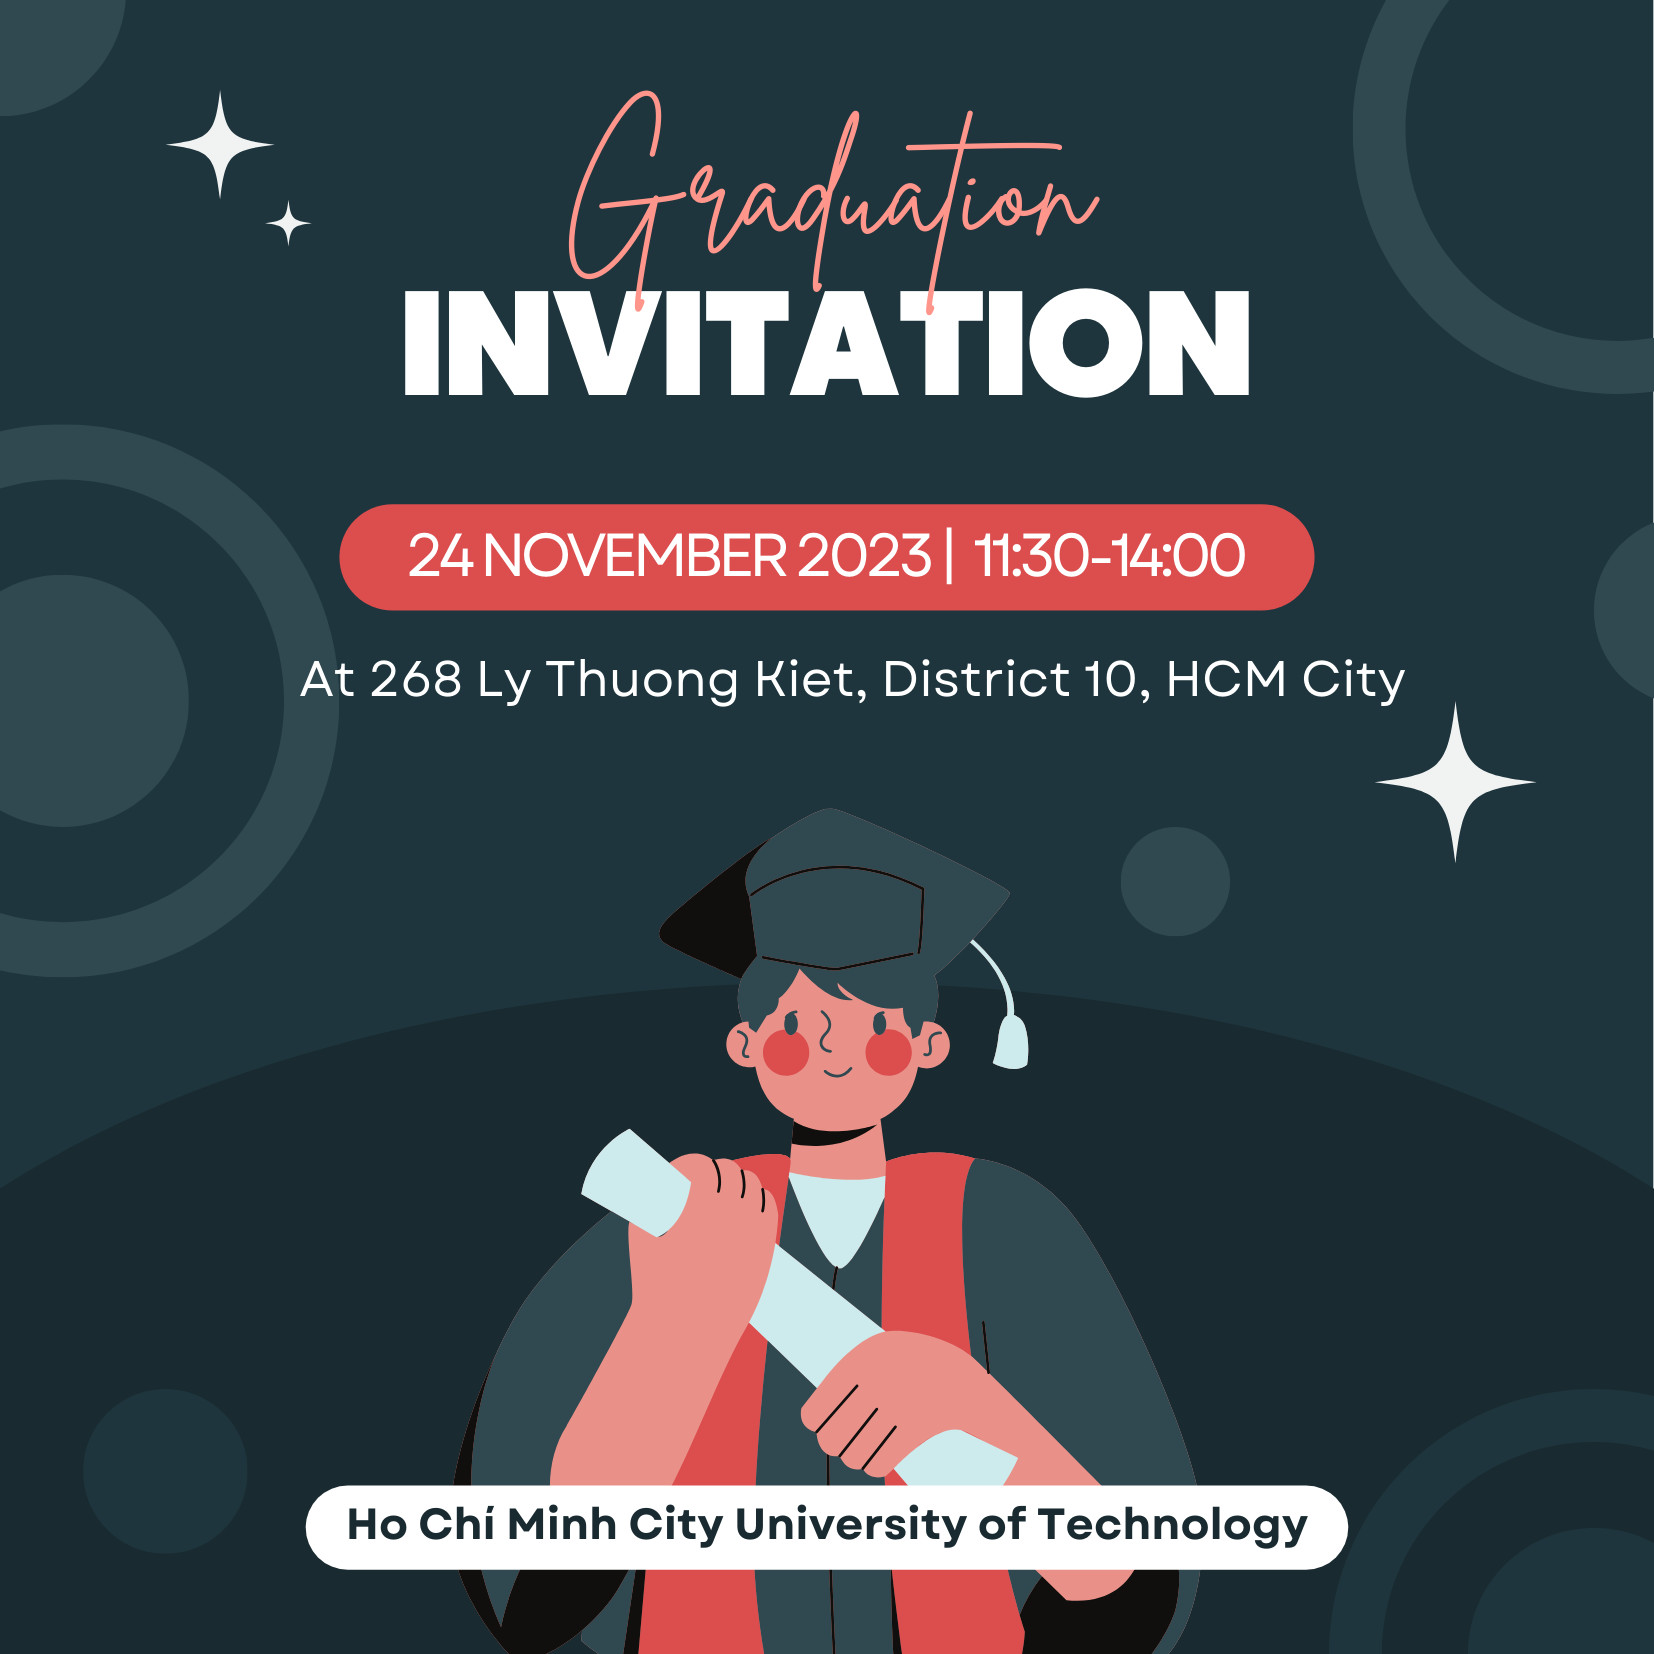 Graduation
INVITATION
24 NOVEMBER 2023 | 11:30-14:00
At 268 Ly Thuong Kiet, District 10, HCM City
Ho Chí Minh City University of Technology